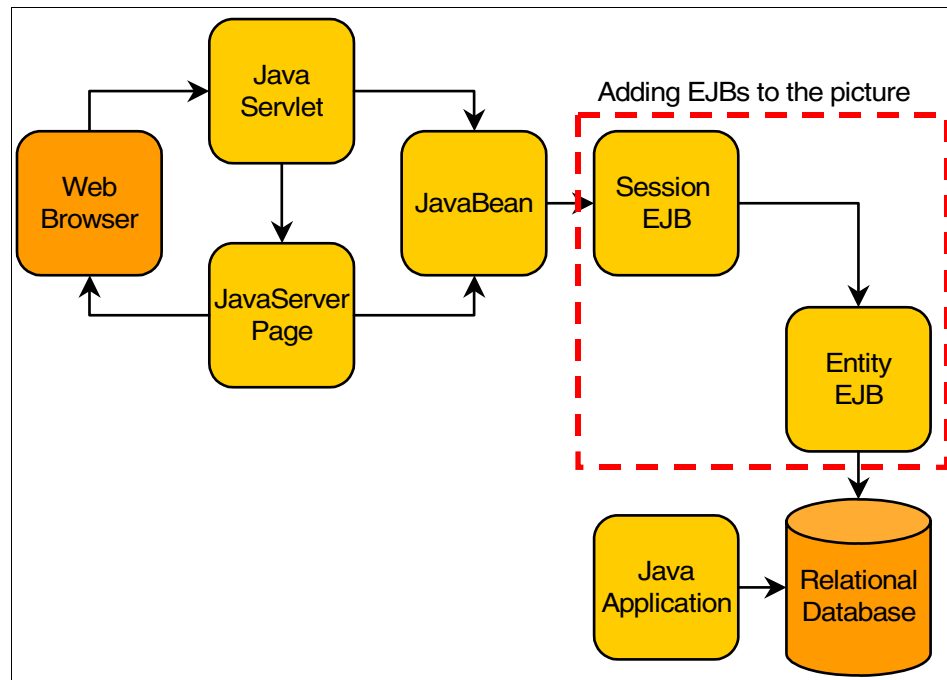 Java
Servlet
Adding EJBs to the picture
Web
Browser
JavaBean
Session
EJB
JavaServer
Page
Entity
EJB
Java
Application
Relational
Database